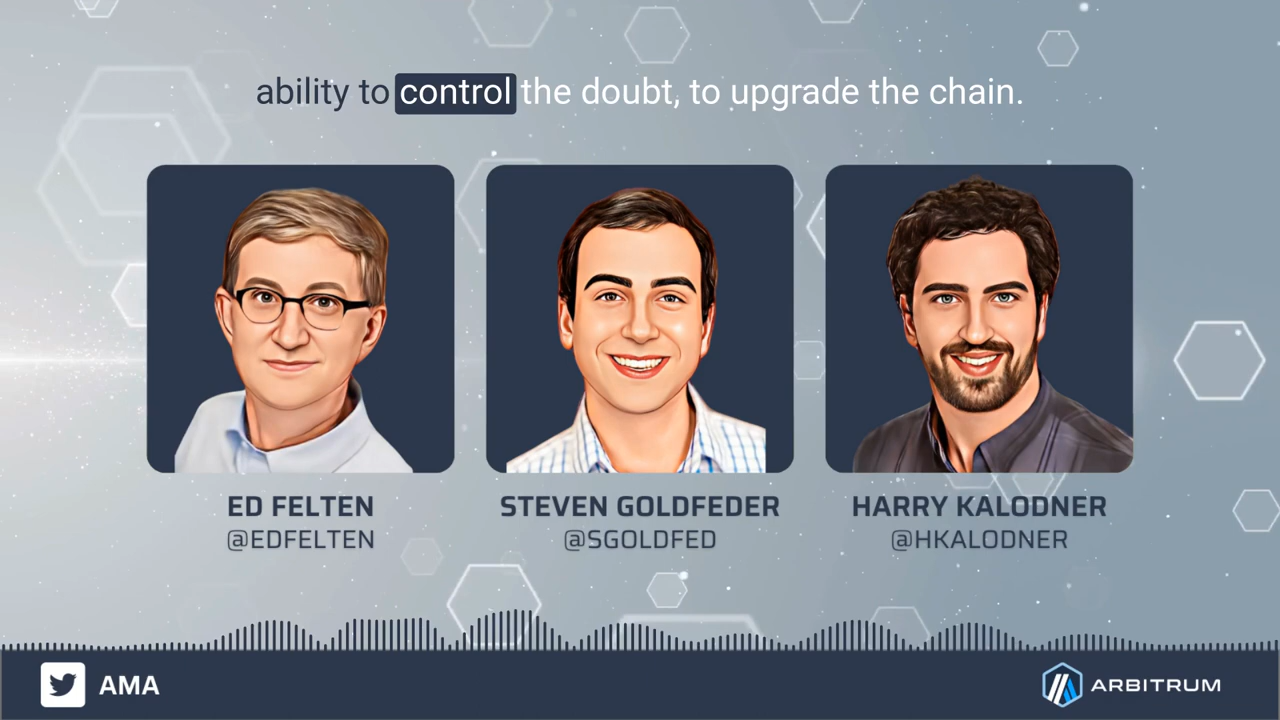 ability to control the doubt, to upgrade the chain.
ED FELTEN
@EDFELTEN
STEVEN GOLDFEDER
@SGOLDFED
HARRY KALODNER
@HKALODNER
AMA
ARBITRUM